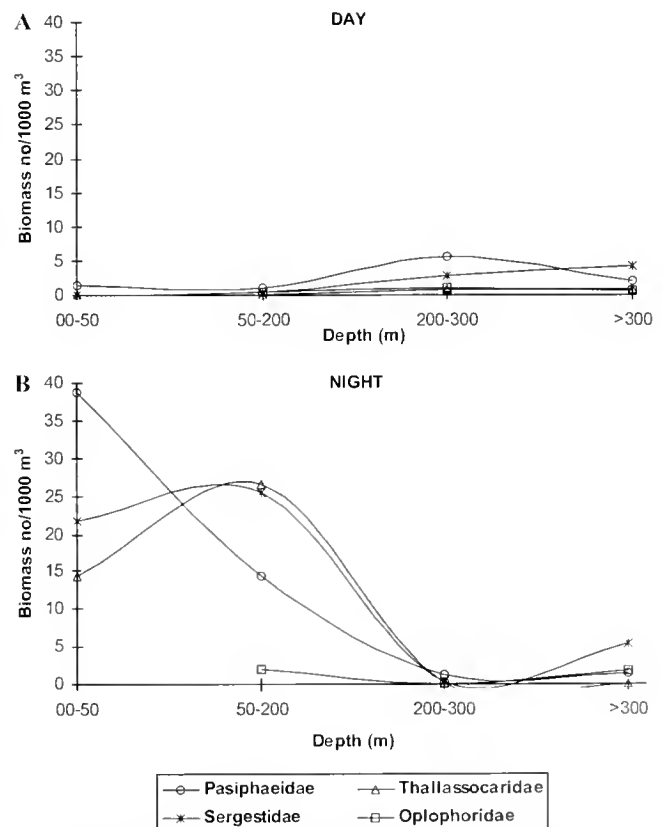 A
DAY
Biomass no/1000 m³
40
35
30
25
20
15
10
5
0
00-50
50-200
200-300
>300
Depth (m)
B
NIGHT
Biomass no/1000 m³
40
35
30
25
20
15
10
5
0
00-50
50-200
200-300
>300
Depth (m)
Pasiphaeidae
Thallassocaridae
Sergestidae
Oplophoridae